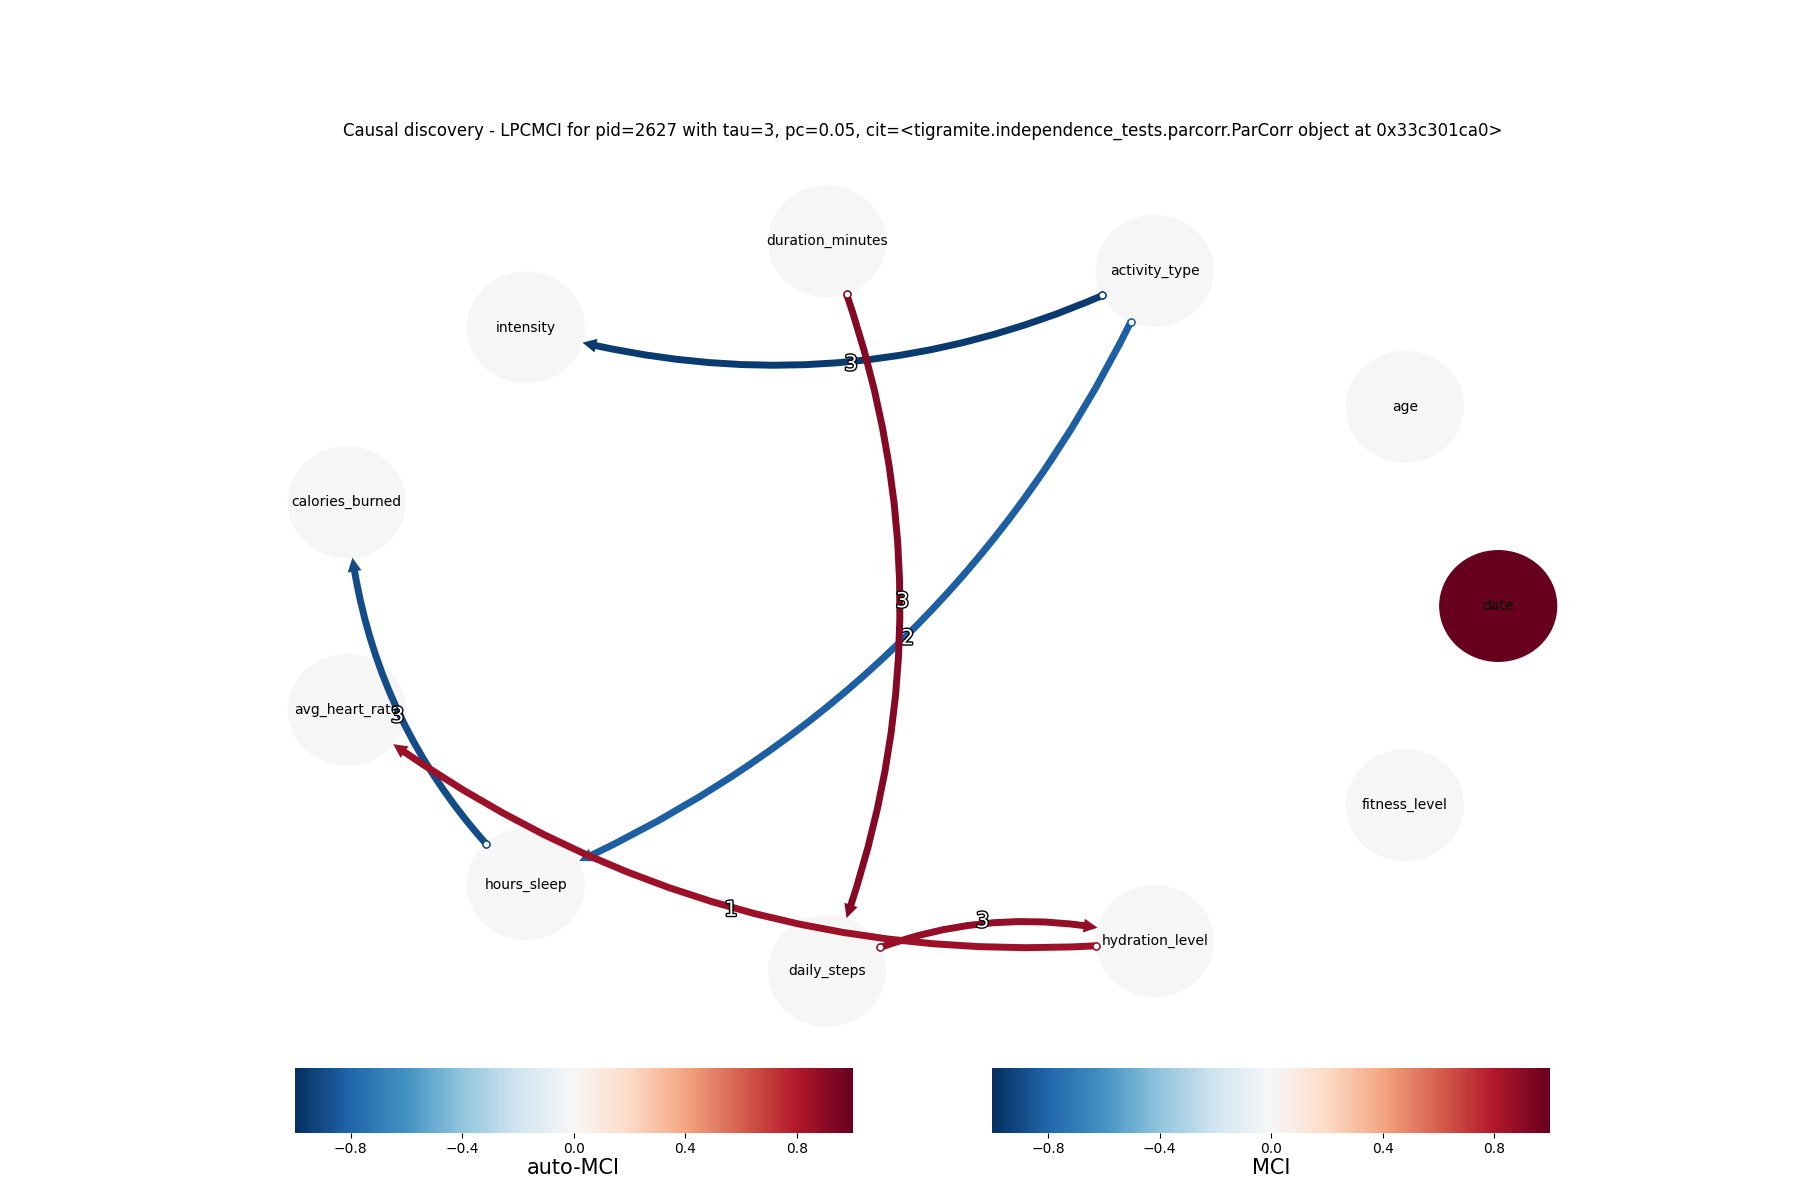 Causal discovery - LPCMCI for pid=2627 with tau=3, pc=0.05, cit=<tigramite.independence_tests.parcorr.ParCorr object at 0x33c301ca0>
duration_minutes
activity_type
intensity
3
age
calories_burned
3
date
2
avg_heart_rate
3
fitness_level
hours_sleep
1
3
hydration_level
daily_steps
−0.8 −0.4 0.0 0.4 0.8
auto-MCI
−0.8 −0.4 0.0 0.4 0.8
MCI